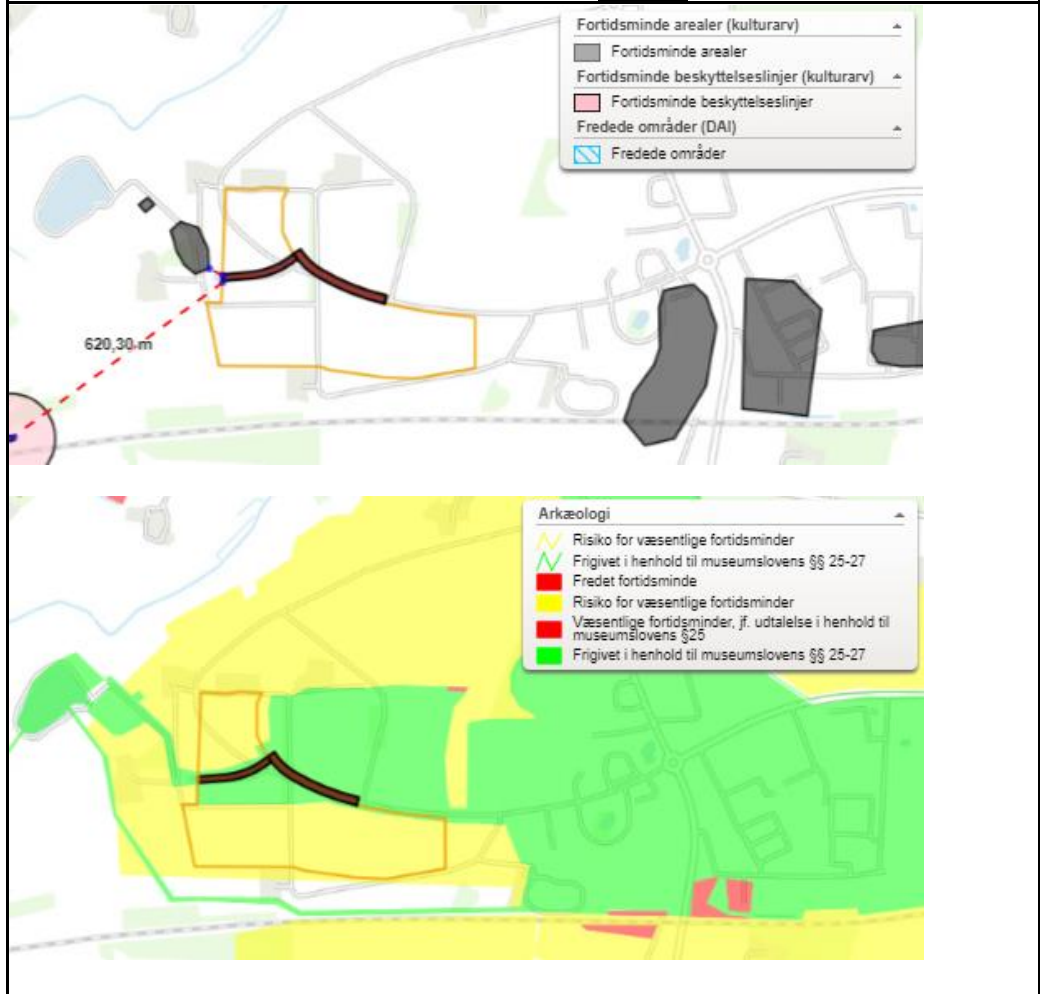 Fortidsminde arealer (kulturarv)
Fortidsminde arealer
Fortidsminde beskyttelseslinjer (kulturarv)
Fortidsminde beskyttelseslinjer
Fredede områder (DAI)
Fredede områder
620,30 m
Arkæologi
Risiko for væsentlige fortidsminder
Frigivet i henhold til museumslovens §§ 25-27
Fredet fortidsminde
Risiko for væsentlige fortidsminder
Væsentlige fortidsminder, jf. udtalelse i henhold til
museumslovens §25
Frigivet i henhold til museumslovens §§ 25-27